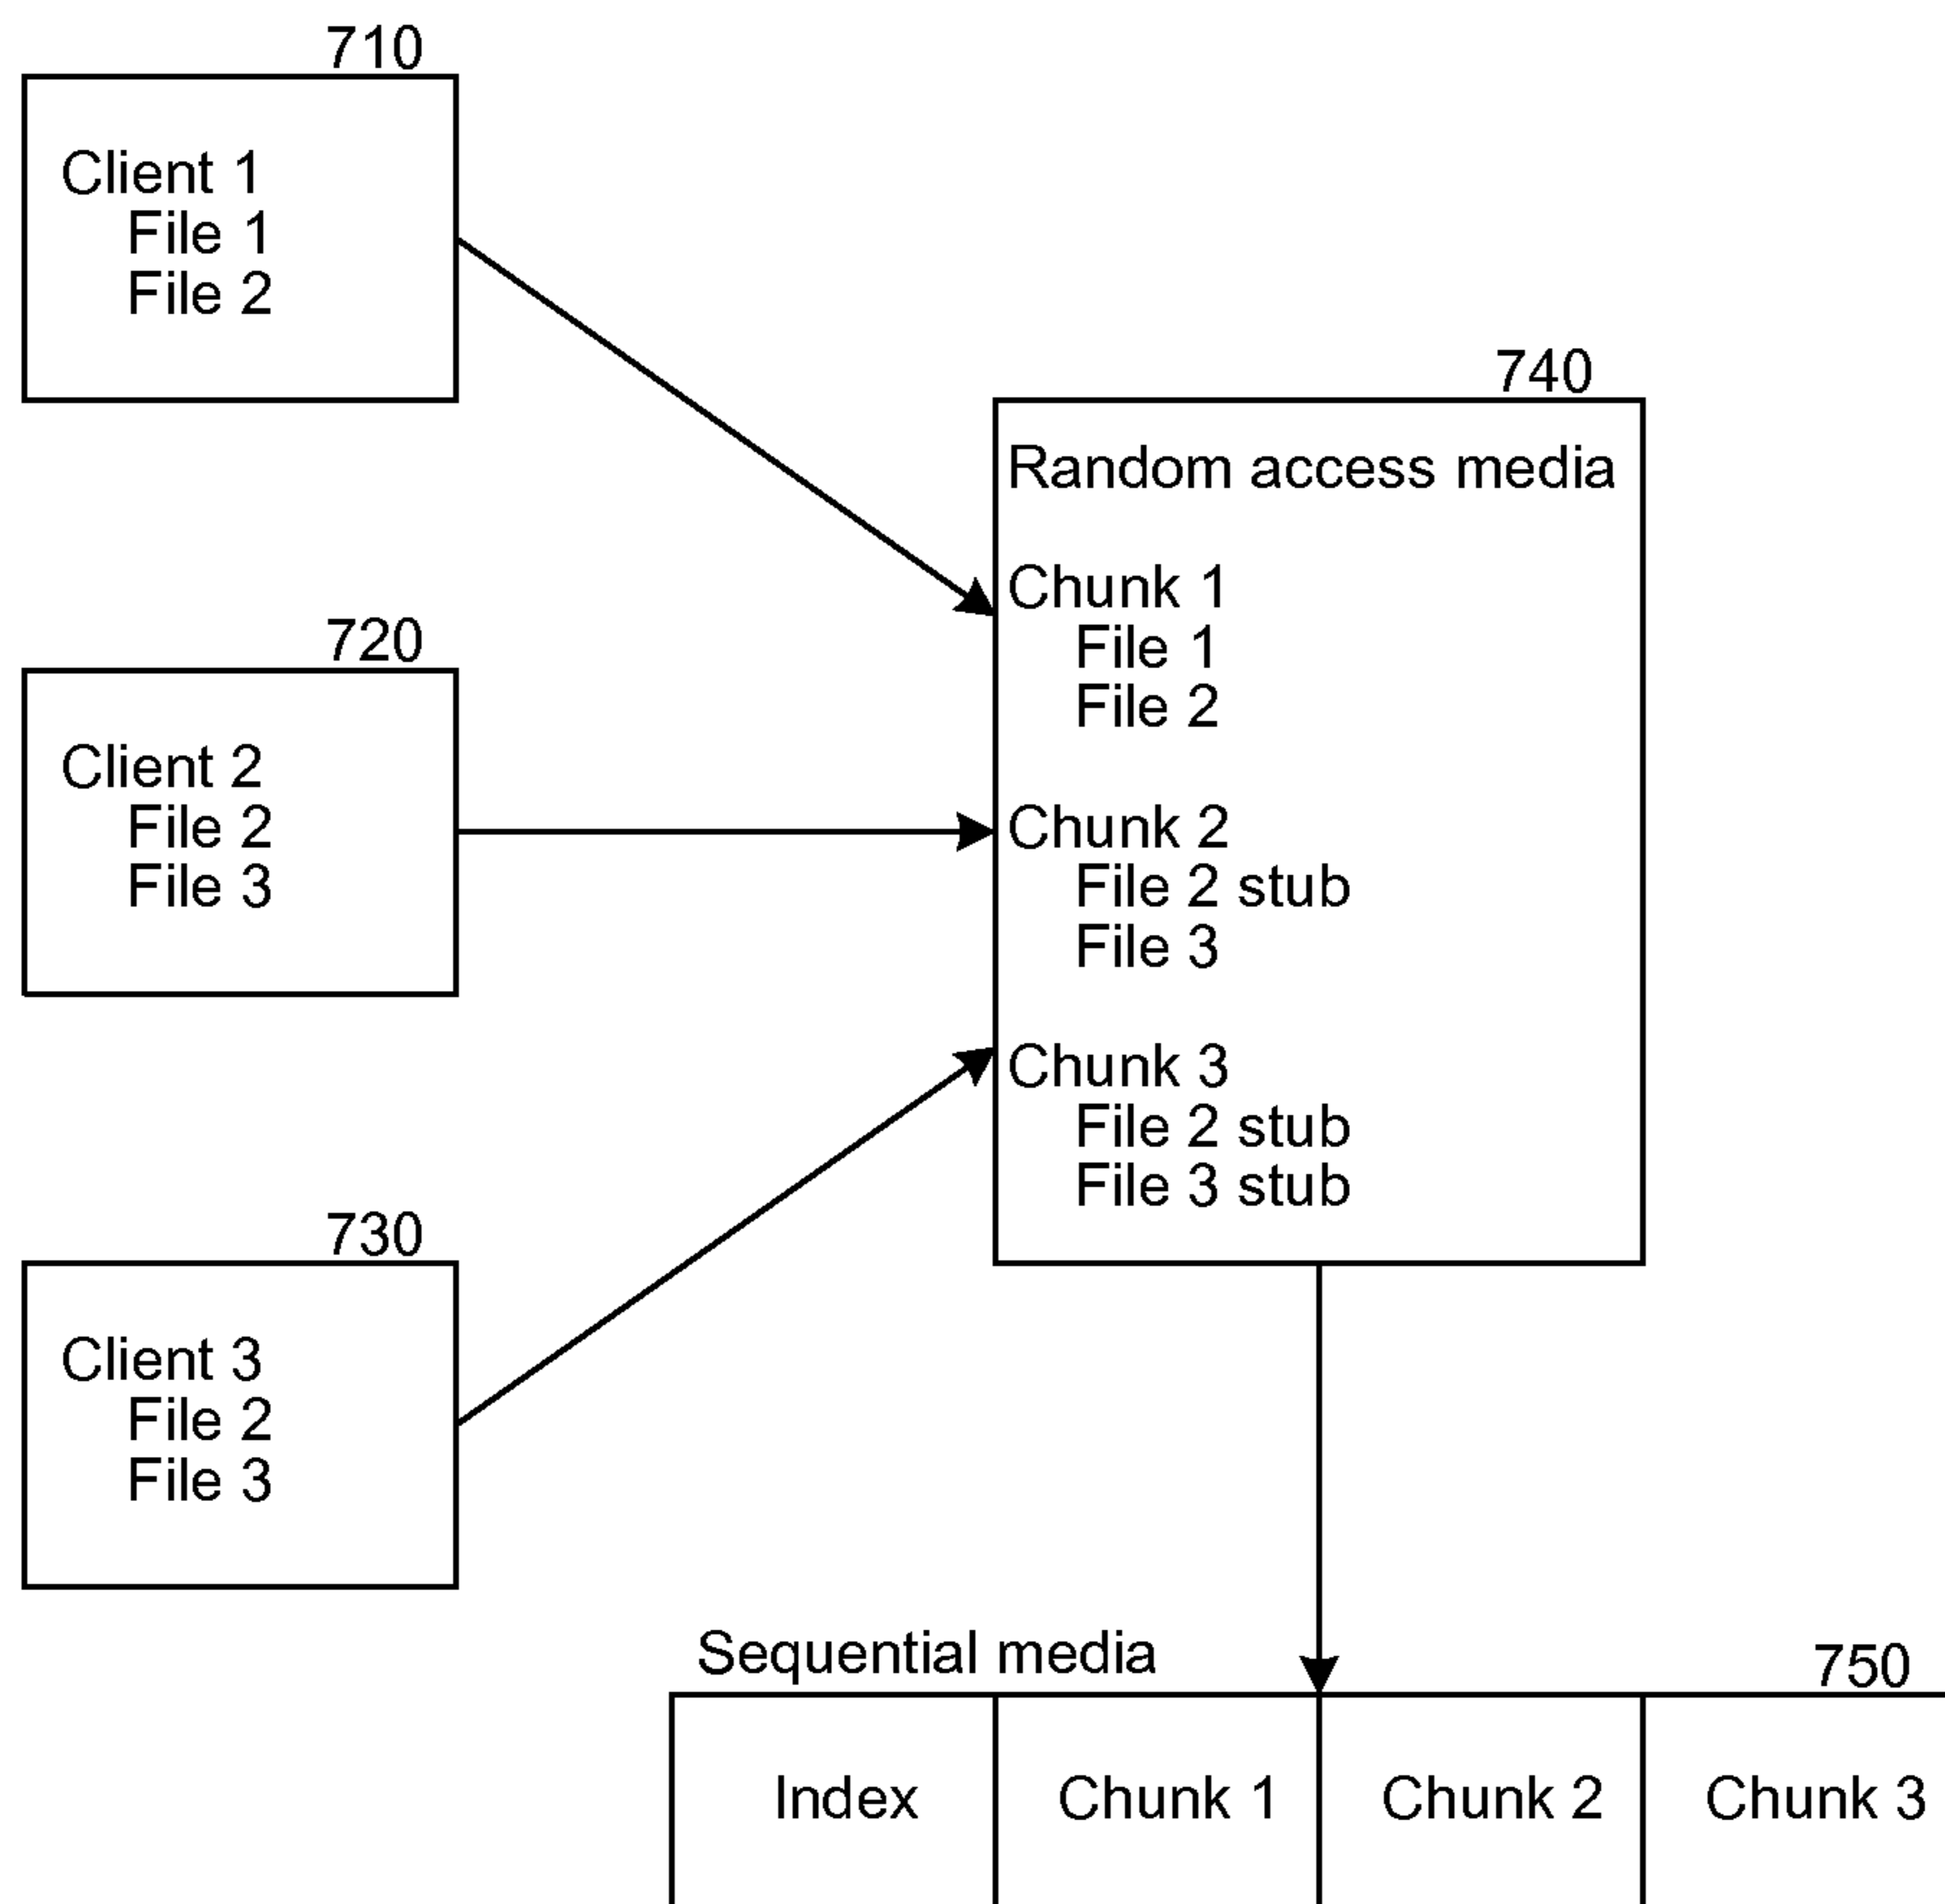 710
Client 1
File 1
File 2
720
Client 2
File 2
File 3
730
Client 3
File 2
File 3
740
Random access media
Chunk 1
File 1
File 2
Chunk 2
File 2 stub
File 3
Chunk 3
File 2 stub
File 3 stub
Sequential media
750
Index
Chunk 1
Chunk 2
Chunk 3